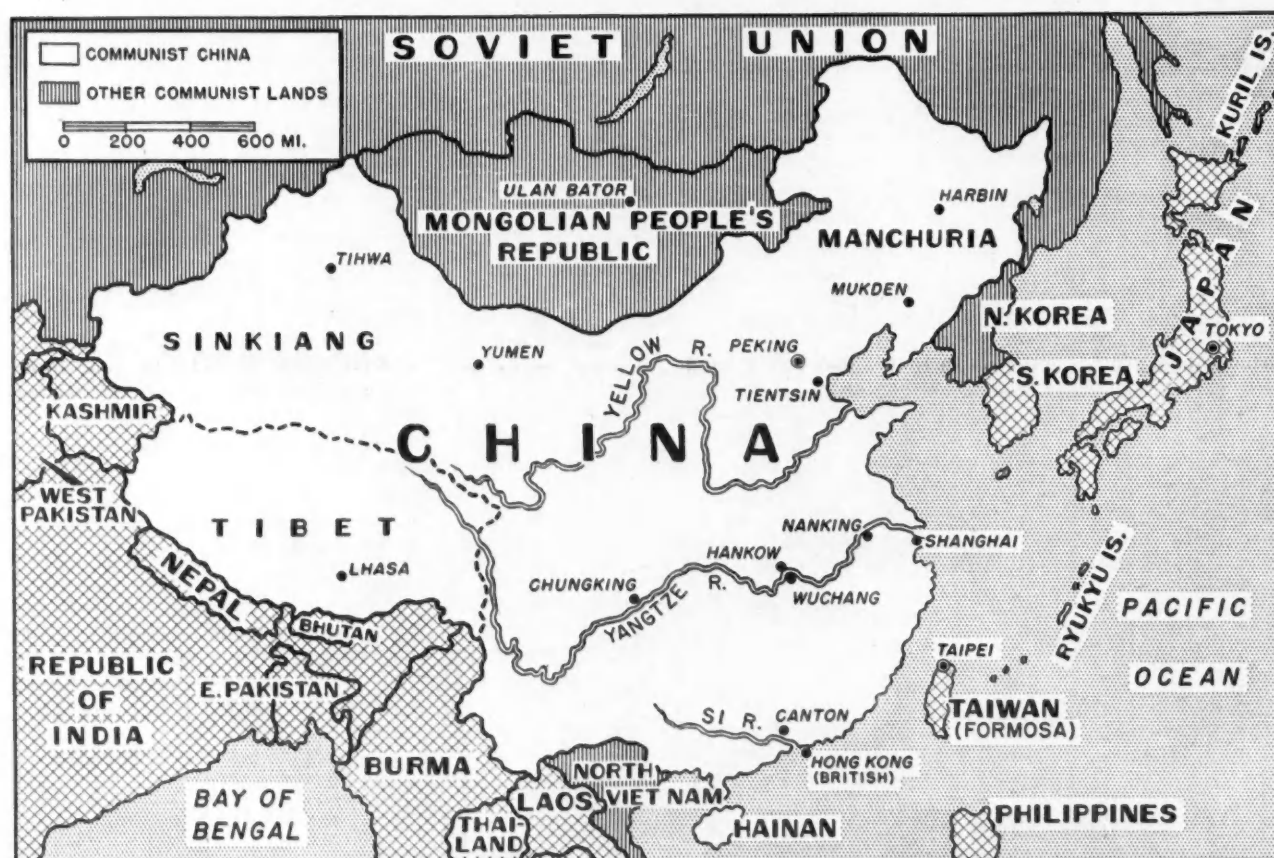 COMMUNIST CHINA
OTHER COMMUNIST LANDS
0 200 400 600 MI.
SOVIET UNION
KURIL IS.
ULAN BATOR
MONGOLIAN PEOPLE'S
REPUBLIC
HARBIN
MANCHURIA
TIHWA
MUKDEN
JAPAN
N. KOREA
TOKYO
SINKIANG
YUMEN
YELLOW R.
PEKING
S. KOREA
TIENTSIN
KASHMIR
CHINA
WEST
PAKISTAN
TIBET
NANKING
SHANGHAI
LHASA
HANKOW
CHUNGKING
WUCHANG
YANGTZE R.
NEPAL
BHUTAN
RYUKYU IS.
PACIFIC
OCEAN
TAIPEI
REPUBLIC
OF
INDIA
E. PAKISTAN
TAIWAN
(FORMOSA)
SI R.
CANTON
HONG KONG
(BRITISH)
BURMA
NORTH
VIET NAM
LAOS
BAY OF
BENGAL
THAI-
LAND
HAINAN
PHILIPPINES